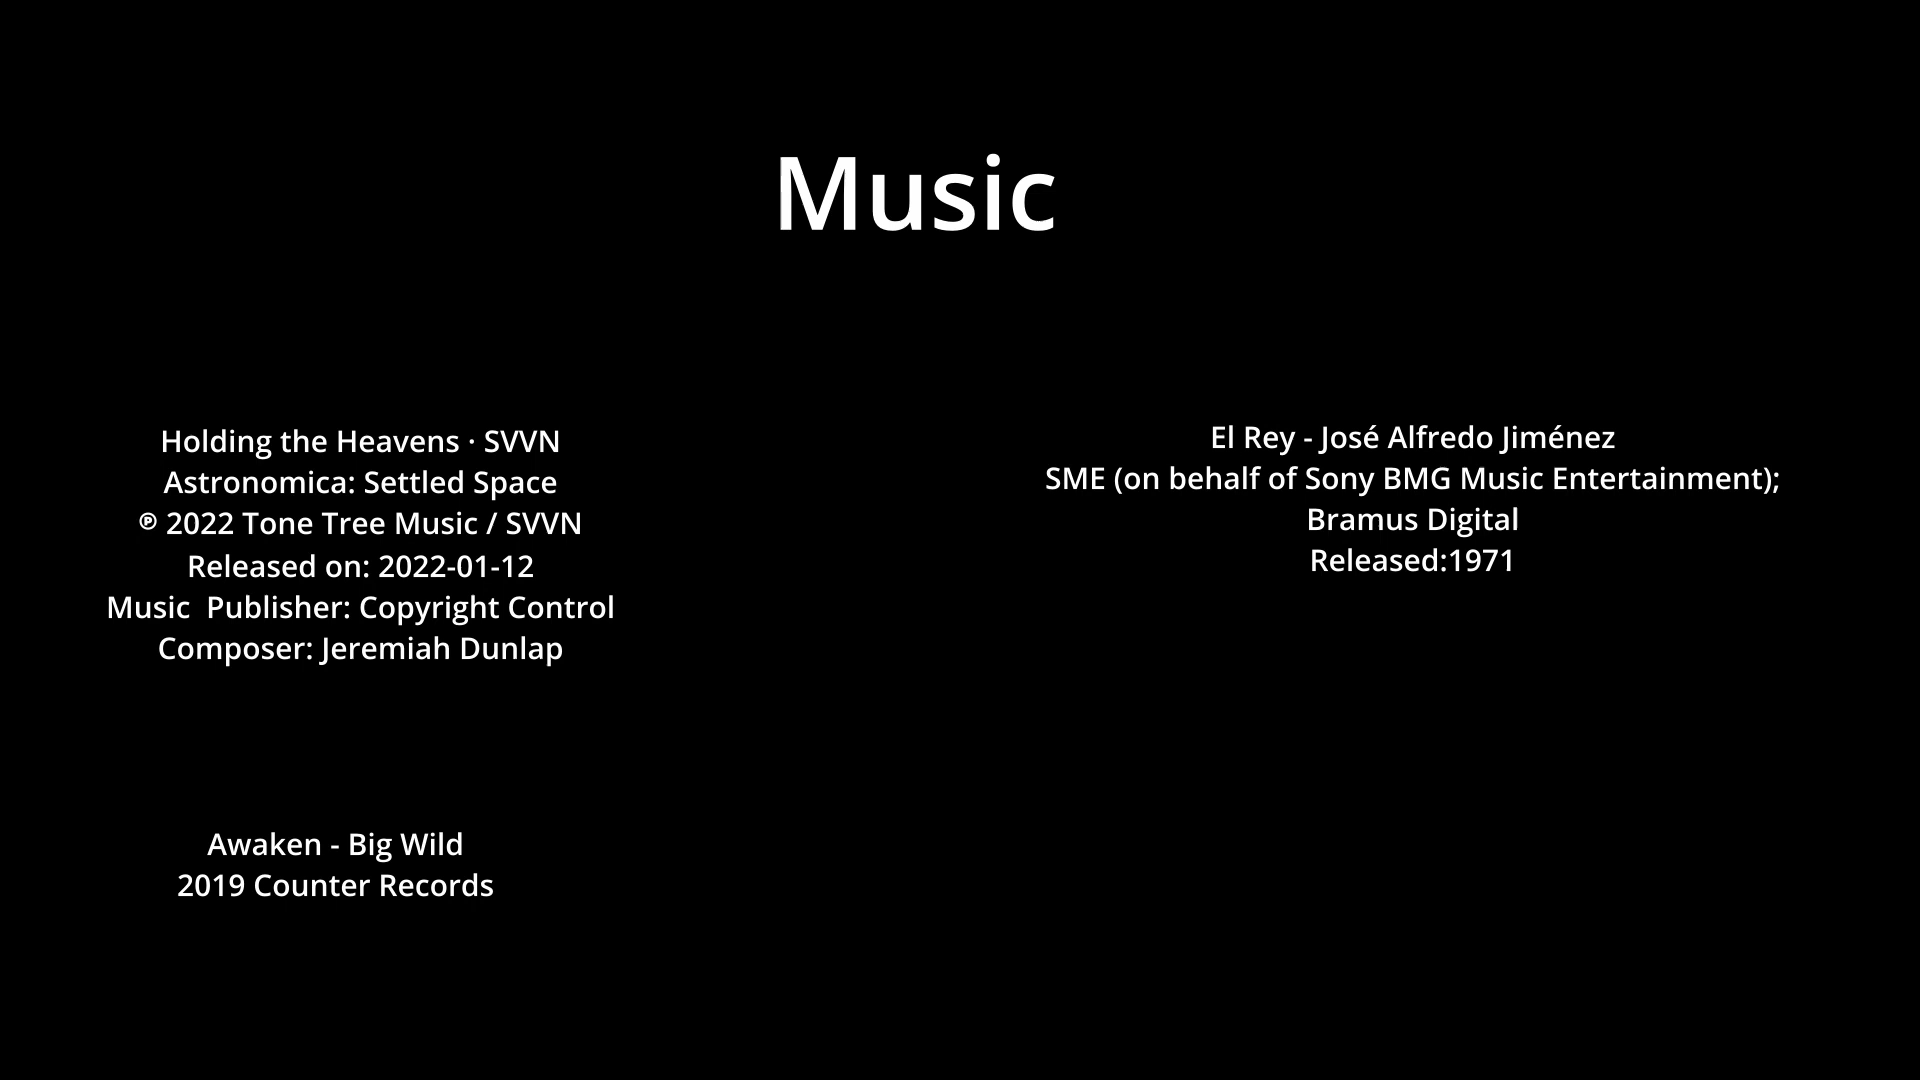 Music
Holding the Heavens · SVVN
Astronomica: Settled Space
℗ 2022 Tone Tree Music / SVVN
Released on: 2022-01-12
Music  Publisher: Copyright Control
Composer: Jeremiah Dunlap
Awaken - Big Wild
2019 Counter Records
El Rey - José Alfredo Jiménez
SME (on behalf of Sony BMG Music Entertainment);
Bramus Digital
Released:1971